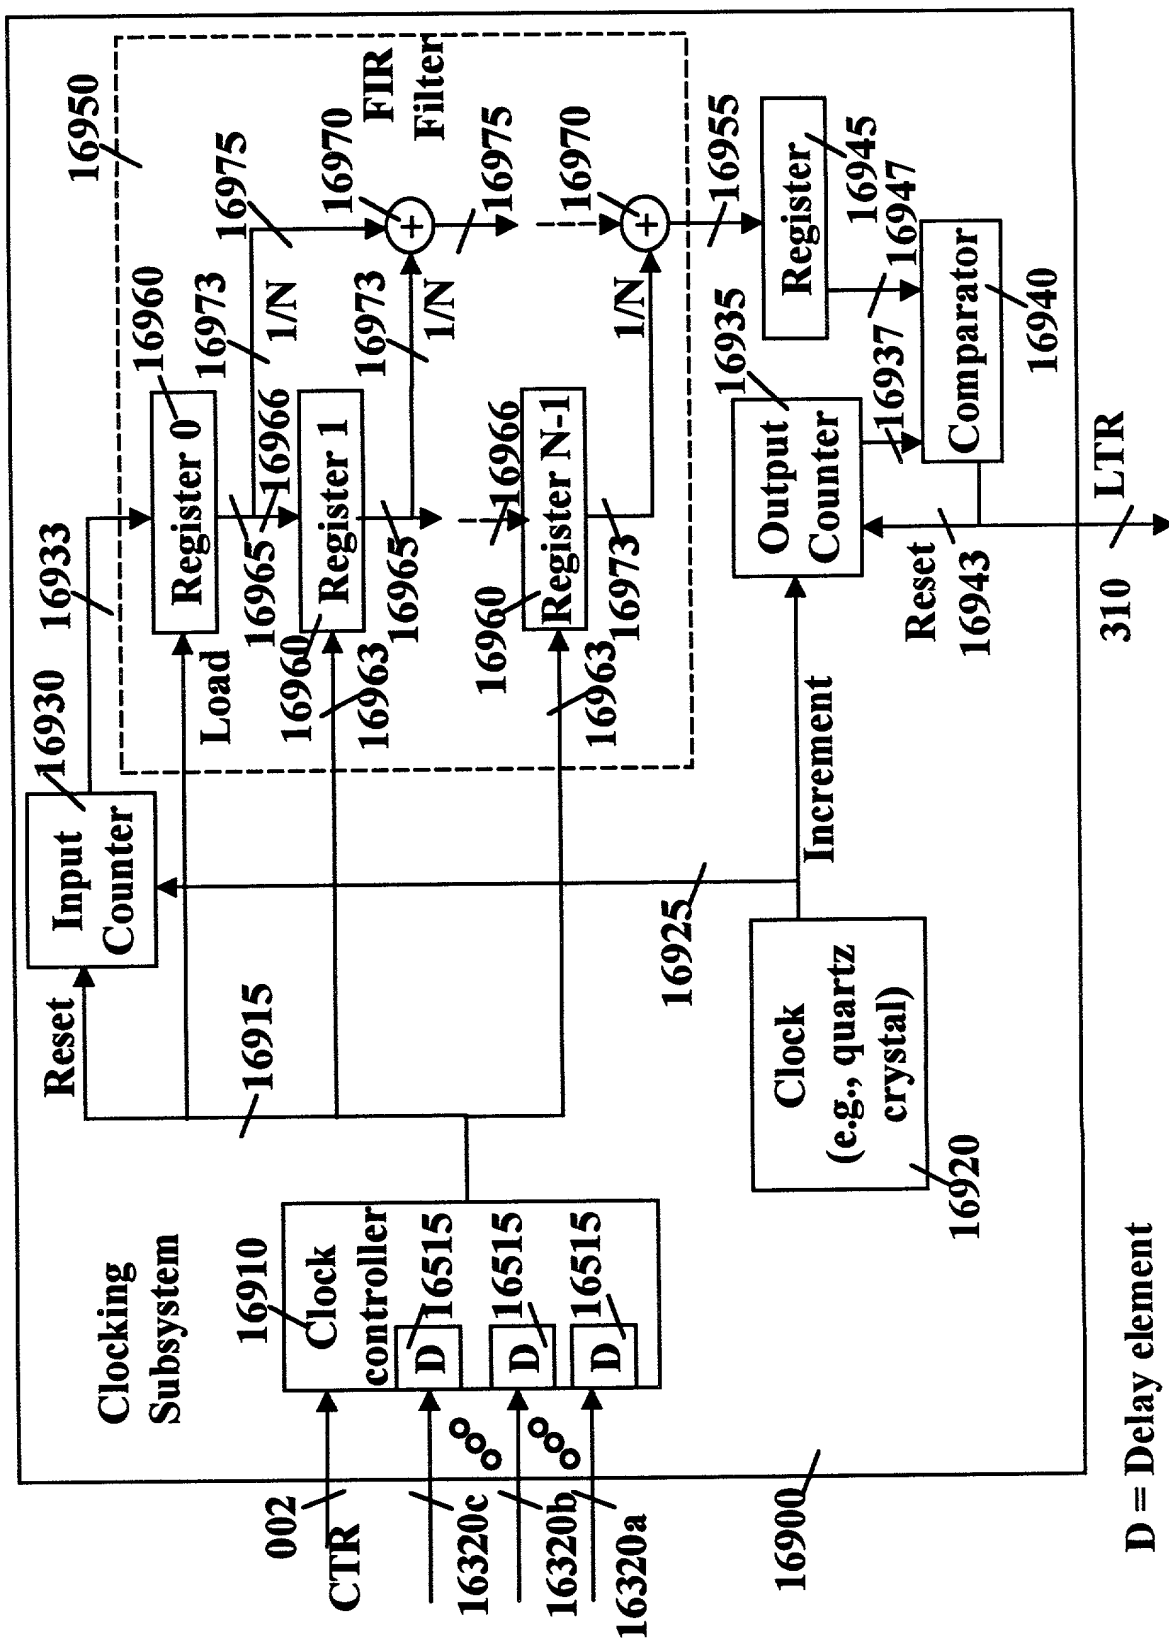 Clocking
Subsystem
16900
002
CTR
16320c
16320b
16320a
16910
Clock
controller
D
16515
D
16515
D
16515
16915
Reset
Input
Counter
16930
16933
16950
FIR
Filter
Load
Register 0
16960
16965
16966
16973
1/N
16975
16970
Register 1
16960
16963
16965
16973
1/N
16975
16966
Register N-1
16960
16963
16973
1/N
16970
16955
Clock
(e.g., quartz
crystal)
16920
16925
Increment
Output
Counter
16935
16937
Register
16945
16947
Comparator
16940
Reset
16943
LTR
310
D = Delay element